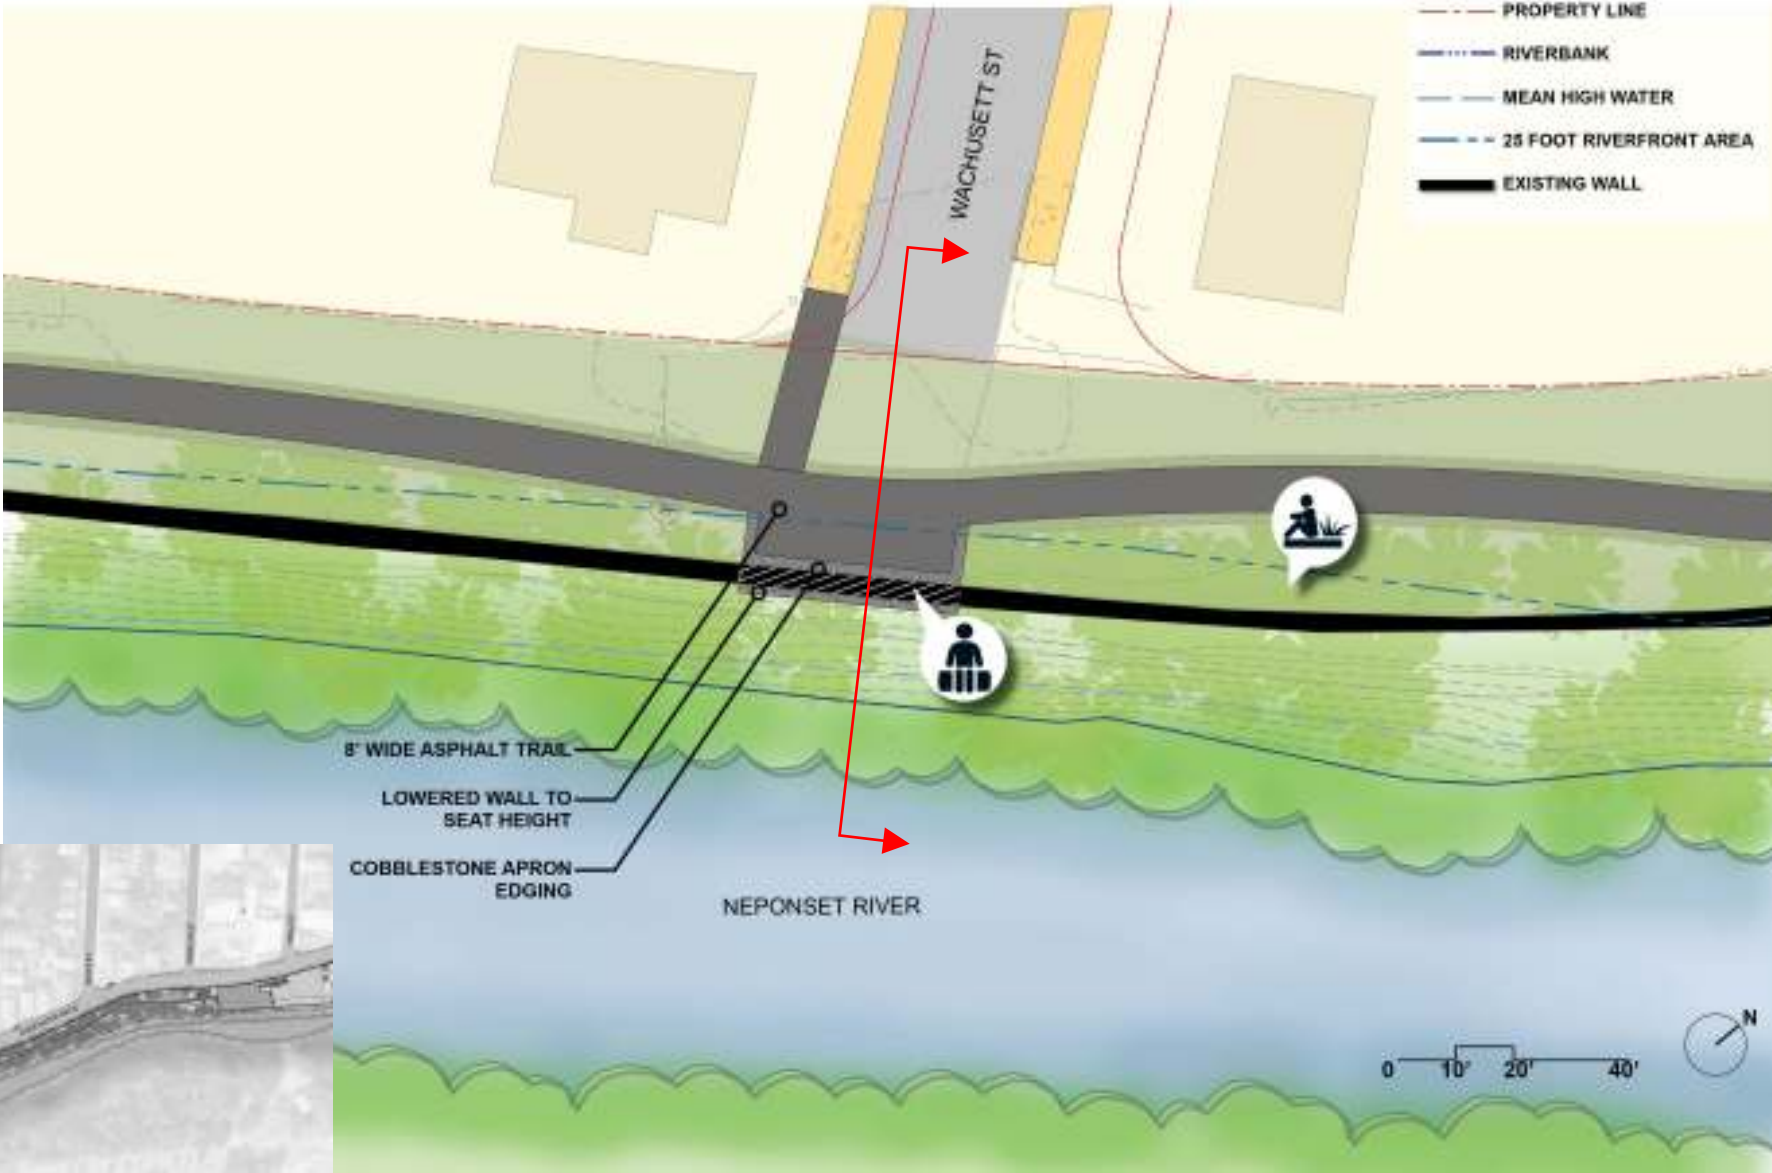 PROPERTY LINE
RIVERBANK
MEAN HIGH WATER
25 FOOT RIVERFRONT AREA
EXISTING WALL
WACHUSETT ST
8' WIDE ASPHALT TRAIL
LOWERED WALL TO
SEAT HEIGHT
COBBLESTONE APRON
EDGING
NEPONSET RIVER
N
0 10' 20' 40'